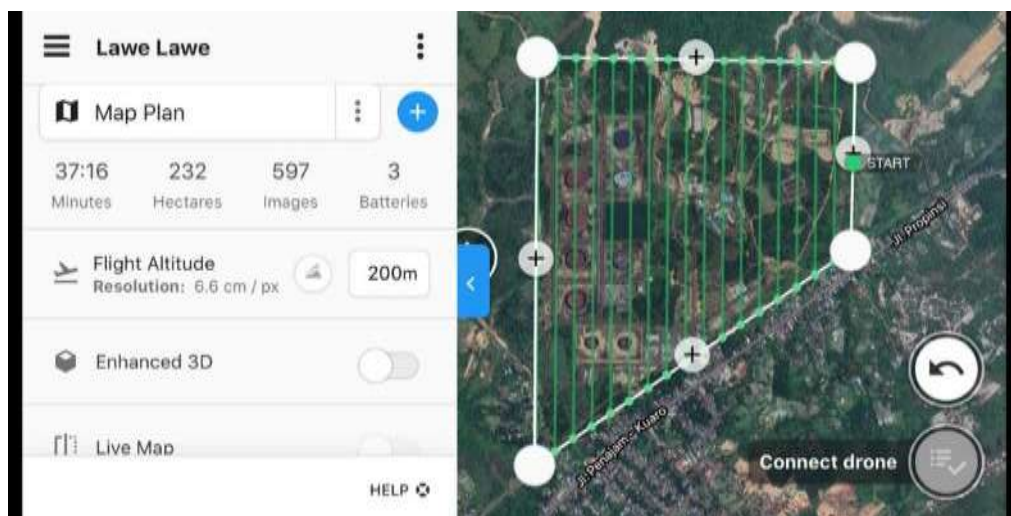 Lawe Lawe
Map Plan
37:16 232 597 3
Minutes Hectares Images Batteries
Flight Altitude
Resolution: 6.6 cm / px
200m
Enhanced 3D
Live Map
HELP
START
Jl. Propinsi
Jl. Penajam - Kuaro
Connect drone